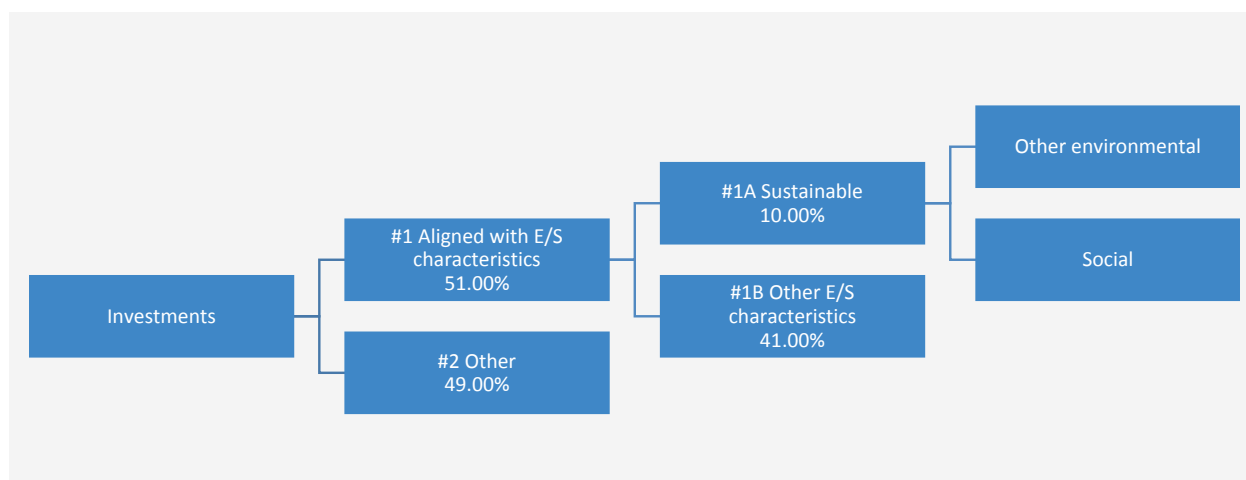 Investments
#1 Aligned with E/S
characteristics
51.00%
#2 Other
49.00%
#1A Sustainable
10.00%
#1B Other E/S
characteristics
41.00%
Other environmental
Social